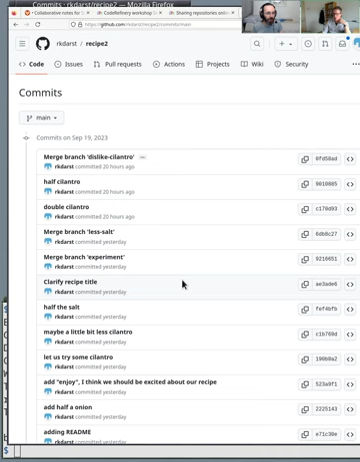 Commits · rkdarst/recipe2 — Mozilla Firefox
Collaborative notes for
CodeRefinery workshop S
Sharing repositories onlin
https://github.com/rkdarst/recipe2/commits/main
rkdarst / recipe2
Code
Issues
Pull requests
Actions
Projects
Wiki
Security
Commits
main
Commits on Sep 19, 2023
Merge branch 'dislike-cilantro'
rkdarst committed 20 hours ago
0fd58ad
half cilantro
rkdarst committed 20 hours ago
9010085
double cilantro
rkdarst committed 20 hours ago
c170d93
Merge branch 'less-salt'
rkdarst committed yesterday
6db8c27
Merge branch 'experiment'
rkdarst committed yesterday
9216651
Clarify recipe title
rkdarst committed yesterday
ae3ade6
half the salt
rkdarst committed yesterday
fef4bfb
maybe a little bit less cilantro
rkdarst committed yesterday
c1b769d
let us try some cilantro
rkdarst committed yesterday
190b8a2
add "enjoy", I think we should be excited about our recipe
rkdarst committed yesterday
523a9f1
add half a onion
rkdarst committed yesterday
2225143
adding README
rkdarst committed yesterday
e71c30e
$